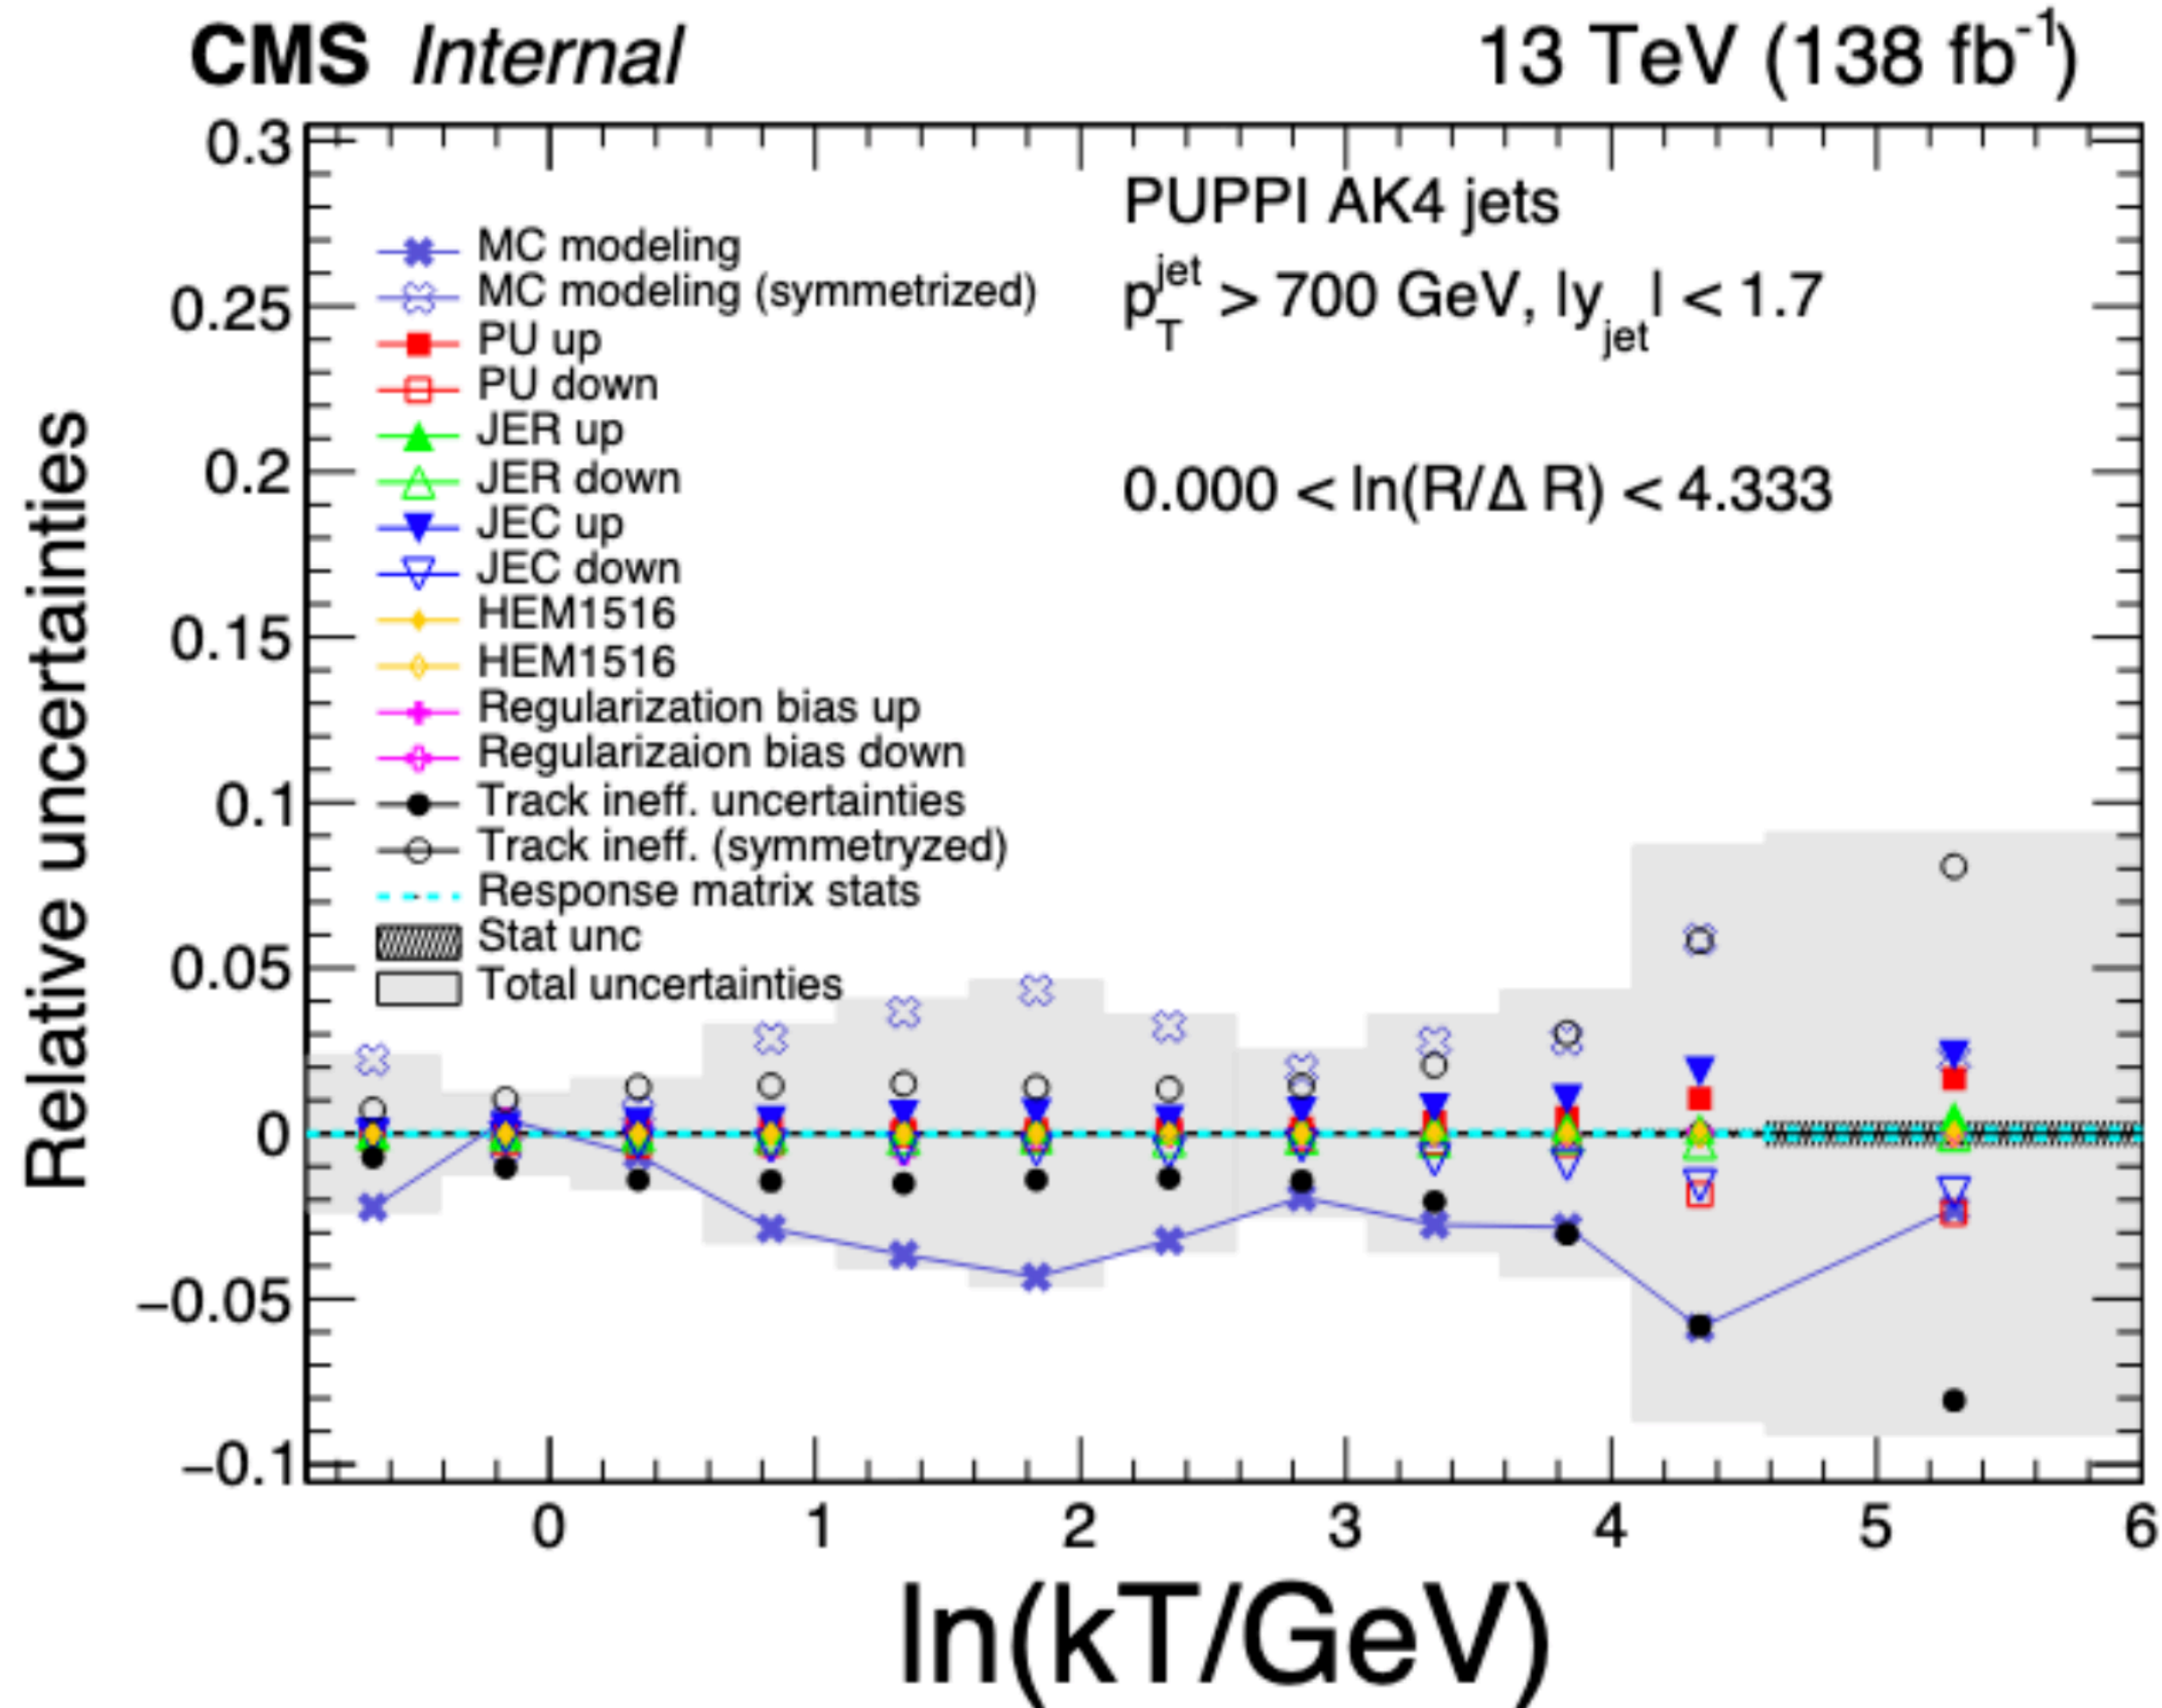 CMS Internal
13 TeV (138 fb⁻¹)
0.3
0.25
0.2
0.15
0.1
0.05
0
−0.05
−0.1
Relative uncertainties
MC modeling
MC modeling (symmetrized)
PU up
PU down
JER up
JER down
JEC up
JEC down
HEM1516
HEM1516
Regularization bias up
Regularizaion bias down
Track ineff. uncertainties
Track ineff. (symmetryzed)
Response matrix stats
Stat unc
Total uncertainties
PUPPI AK4 jets
p_T^jet > 700 GeV, |y_jet| < 1.7
0.000 < ln(R/Δ R) < 4.333
0 1 2 3 4 5 6
ln(kT/GeV)